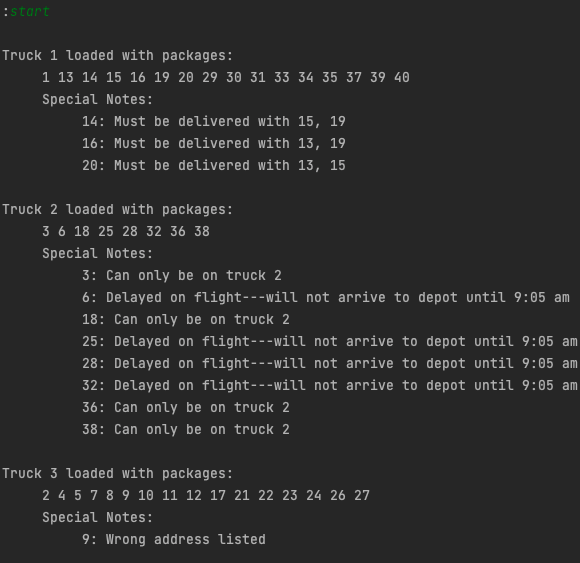 :start
Truck 1 loaded with packages:
1 13 14 15 16 19 20 29 30 31 33 34 35 37 39 40
Special Notes:
14: Must be delivered with 15, 19
16: Must be delivered with 13, 19
20: Must be delivered with 13, 15
Truck 2 loaded with packages:
3 6 18 25 28 32 36 38
Special Notes:
3: Can only be on truck 2
6: Delayed on flight---will not arrive to depot until 9:05 am
18: Can only be on truck 2
25: Delayed on flight---will not arrive to depot until 9:05 am
28: Delayed on flight---will not arrive to depot until 9:05 am
32: Delayed on flight---will not arrive to depot until 9:05 am
36: Can only be on truck 2
38: Can only be on truck 2
Truck 3 loaded with packages:
2 4 5 7 8 9 10 11 12 17 21 22 23 24 26 27
Special Notes:
9: Wrong address listed